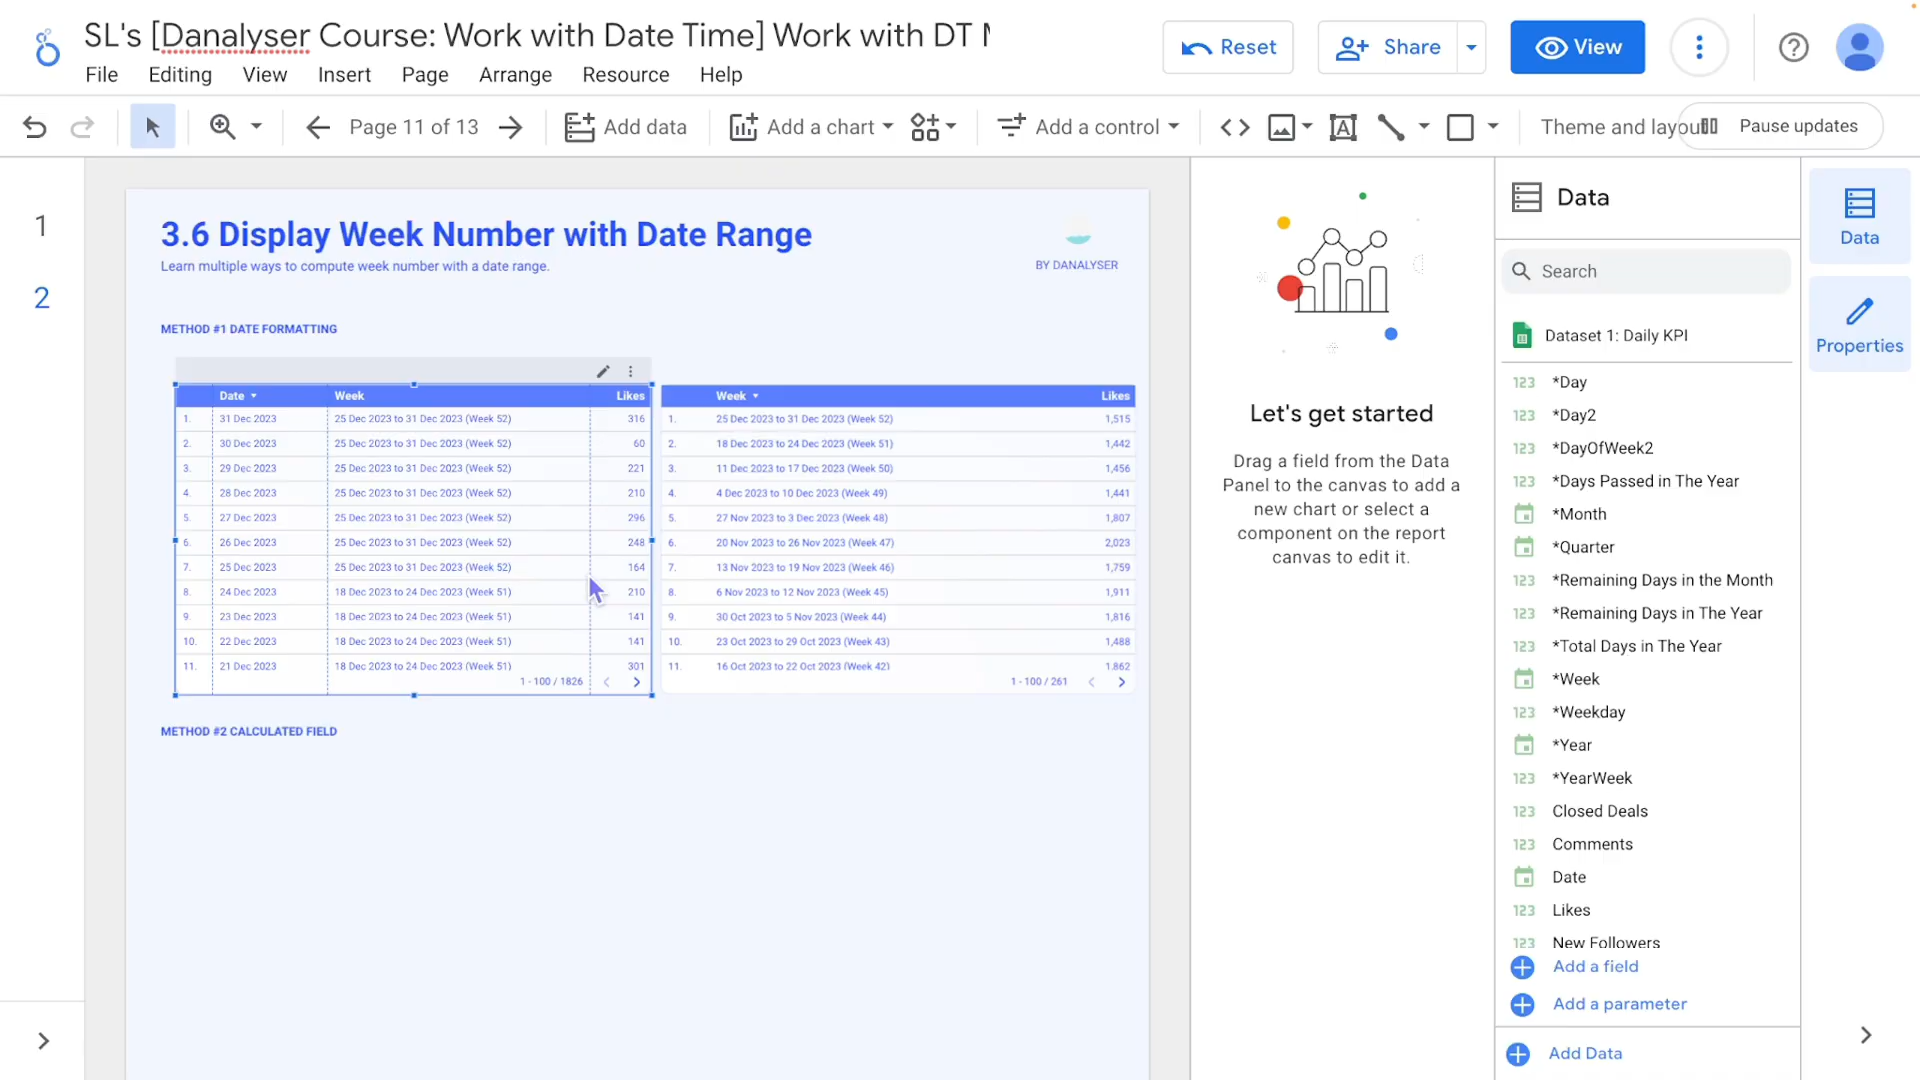 SL's [Danalyser Course: Work with Date Time] Work with DT
Reset
Share
View
File Editing View Insert Page Arrange Resource Help
Page 11 of 13
Add data
Add a chart
Add a control
Theme and layou
Pause updates
1
2
3.6 Display Week Number with Date Range
Learn multiple ways to compute week number with a date range.
BY DANALYSER
METHOD #1 DATE FORMATTING
Date Week Likes
1. 31 Dec 2023 25 Dec 2023 to 31 Dec 2023 (Week 52) 316
2. 30 Dec 2023 25 Dec 2023 to 31 Dec 2023 (Week 52) 60
3. 29 Dec 2023 25 Dec 2023 to 31 Dec 2023 (Week 52) 221
4. 28 Dec 2023 25 Dec 2023 to 31 Dec 2023 (Week 52) 210
5. 27 Dec 2023 25 Dec 2023 to 31 Dec 2023 (Week 52) 296
6. 26 Dec 2023 25 Dec 2023 to 31 Dec 2023 (Week 52) 248
7. 25 Dec 2023 25 Dec 2023 to 31 Dec 2023 (Week 52) 164
8. 24 Dec 2023 18 Dec 2023 to 24 Dec 2023 (Week 51) 210
9. 23 Dec 2023 18 Dec 2023 to 24 Dec 2023 (Week 51) 141
10. 22 Dec 2023 18 Dec 2023 to 24 Dec 2023 (Week 51) 141
11. 21 Dec 2023 18 Dec 2023 to 24 Dec 2023 (Week 51) 301
1 - 100 / 1826
Week Likes
1. 25 Dec 2023 to 31 Dec 2023 (Week 52) 1,515
2. 18 Dec 2023 to 24 Dec 2023 (Week 51) 1,442
3. 11 Dec 2023 to 17 Dec 2023 (Week 50) 1,456
4. 4 Dec 2023 to 10 Dec 2023 (Week 49) 1,441
5. 27 Nov 2023 to 3 Dec 2023 (Week 48) 1,807
6. 20 Nov 2023 to 26 Nov 2023 (Week 47) 2,023
7. 13 Nov 2023 to 19 Nov 2023 (Week 46) 1,759
8. 6 Nov 2023 to 12 Nov 2023 (Week 45) 1,911
9. 30 Oct 2023 to 5 Nov 2023 (Week 44) 1,816
10. 23 Oct 2023 to 29 Oct 2023 (Week 43) 1,488
11. 16 Oct 2023 to 22 Oct 2023 (Week 42) 1,862
1 - 100 / 261
METHOD #2 CALCULATED FIELD
Let's get started
Drag a field from the Data
Panel to the canvas to add a
new chart or select a
component on the report
canvas to edit it.
Data
Search
Dataset 1: Daily KPI
123 *Day
123 *Day2
123 *DayOfWeek2
123 *Days Passed in The Year
*Month
*Quarter
123 *Remaining Days in the Month
123 *Remaining Days in The Year
123 *Total Days in The Year
*Week
123 *Weekday
*Year
123 *YearWeek
123 Closed Deals
123 Comments
Date
123 Likes
123 New Followers
Add a field
Add a parameter
Add Data
Data
Properties